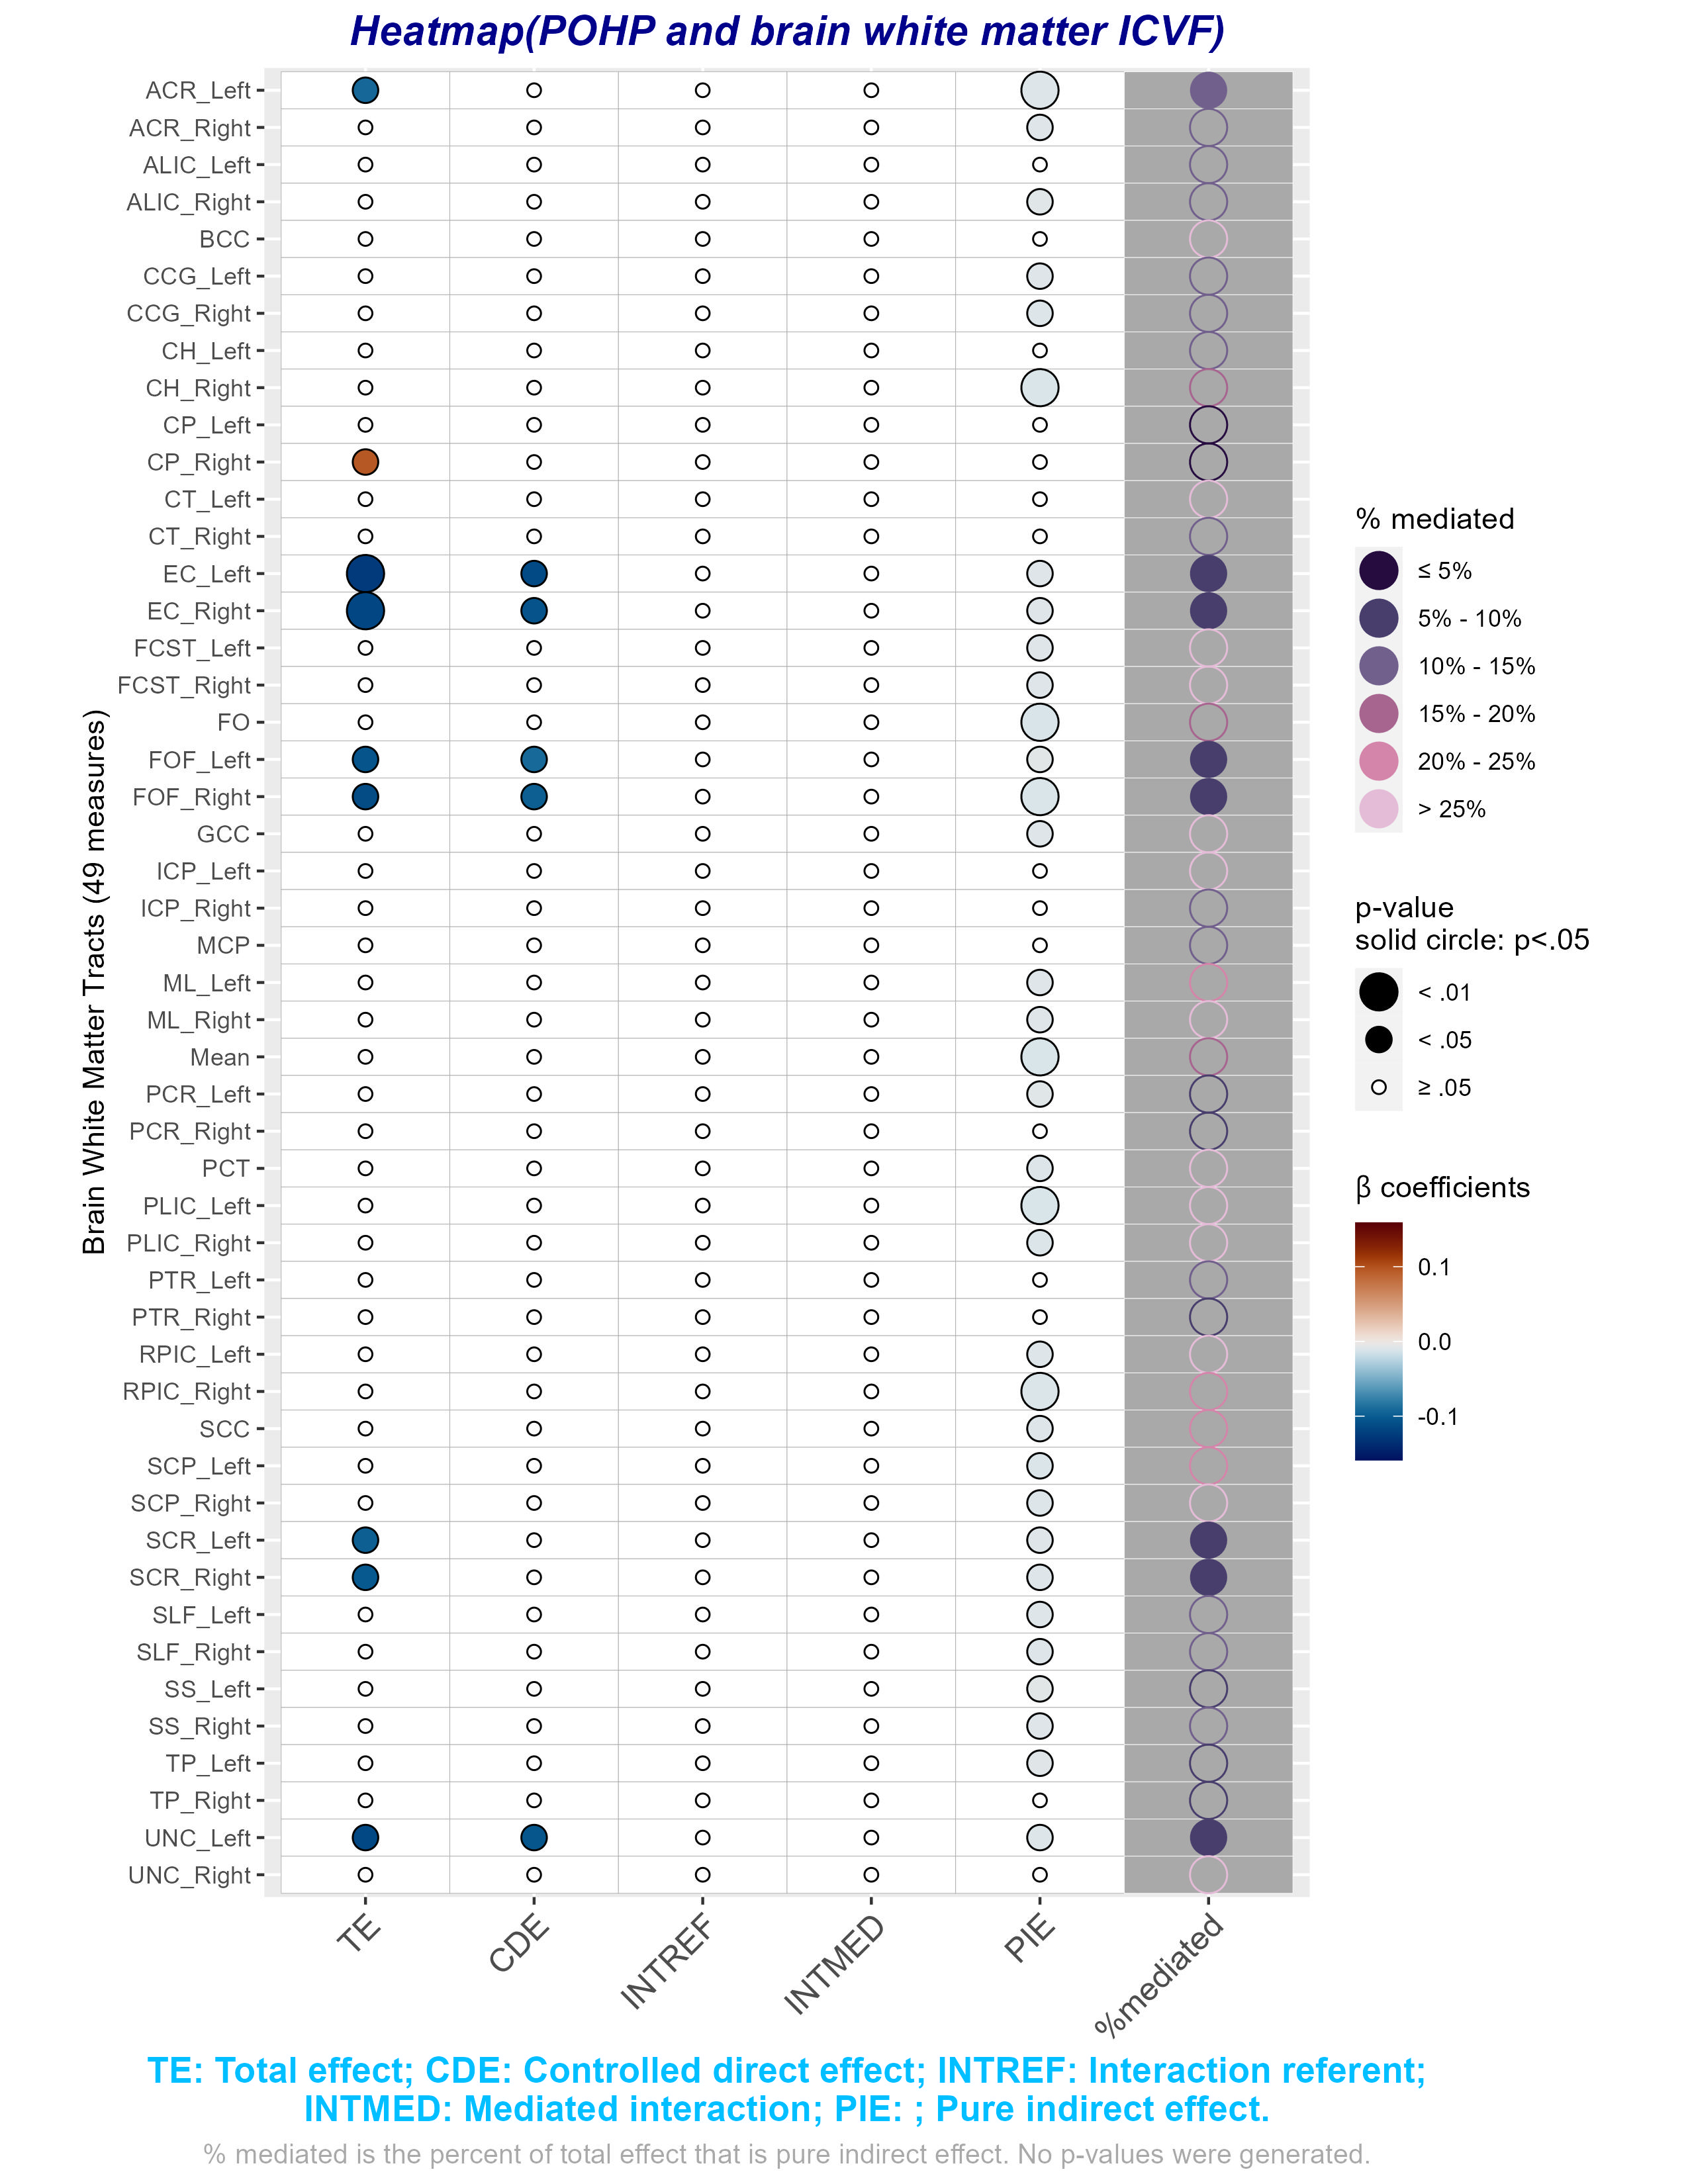 Heatmap(POHP and brain white matter ICVF)
Brain White Matter Tracts (49 measures)
ACR_Left
ACR_Right
ALIC_Left
ALIC_Right
BCC
CCG_Left
CCG_Right
CH_Left
CH_Right
CP_Left
CP_Right
CT_Left
CT_Right
EC_Left
EC_Right
FCST_Left
FCST_Right
FO
FOF_Left
FOF_Right
GCC
ICP_Left
ICP_Right
MCP
ML_Left
ML_Right
Mean
PCR_Left
PCR_Right
PCT
PLIC_Left
PLIC_Right
PTR_Left
PTR_Right
RPIC_Left
RPIC_Right
SCC
SCP_Left
SCP_Right
SCR_Left
SCR_Right
SLF_Left
SLF_Right
SS_Left
SS_Right
TP_Left
TP_Right
UNC_Left
UNC_Right
TE
CDE
INTREF
INTMED
PIE
%mediated
% mediated
≤ 5%
5% - 10%
10% - 15%
15% - 20%
20% - 25%
> 25%
p-value
solid circle: p<.05
< .01
< .05
≥ .05
β coefficients
0.1
0.0
-0.1
TE: Total effect; CDE: Controlled direct effect; INTREF: Interaction referent;
INTMED: Mediated interaction; PIE: ; Pure indirect effect.
% mediated is the percent of total effect that is pure indirect effect. No p-values were generated.